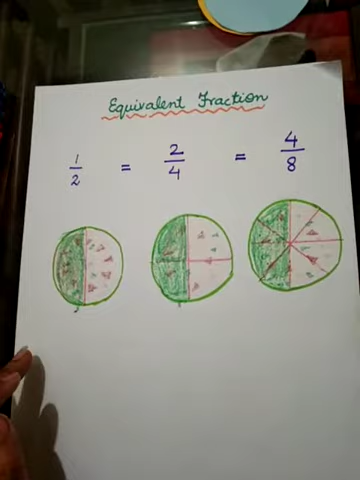 Equivalent Fraction
1/2 = 2/4 = 4/8